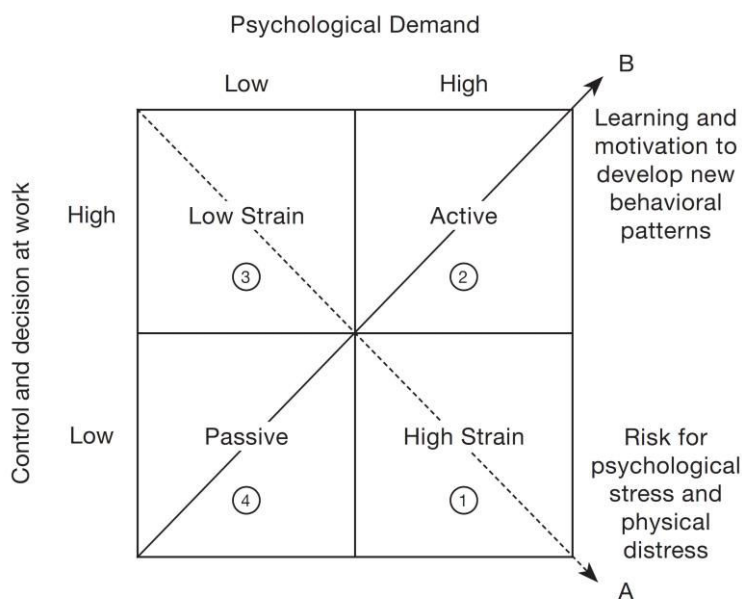 Psychological Demand
Low
High
B
Learning and
motivation to
develop new
behavioral
patterns
Control and decision at work
High
Low Strain
Active
3
2
Low
Passive
High Strain
4
1
Risk for
psychological
stress and
physical
distress
A